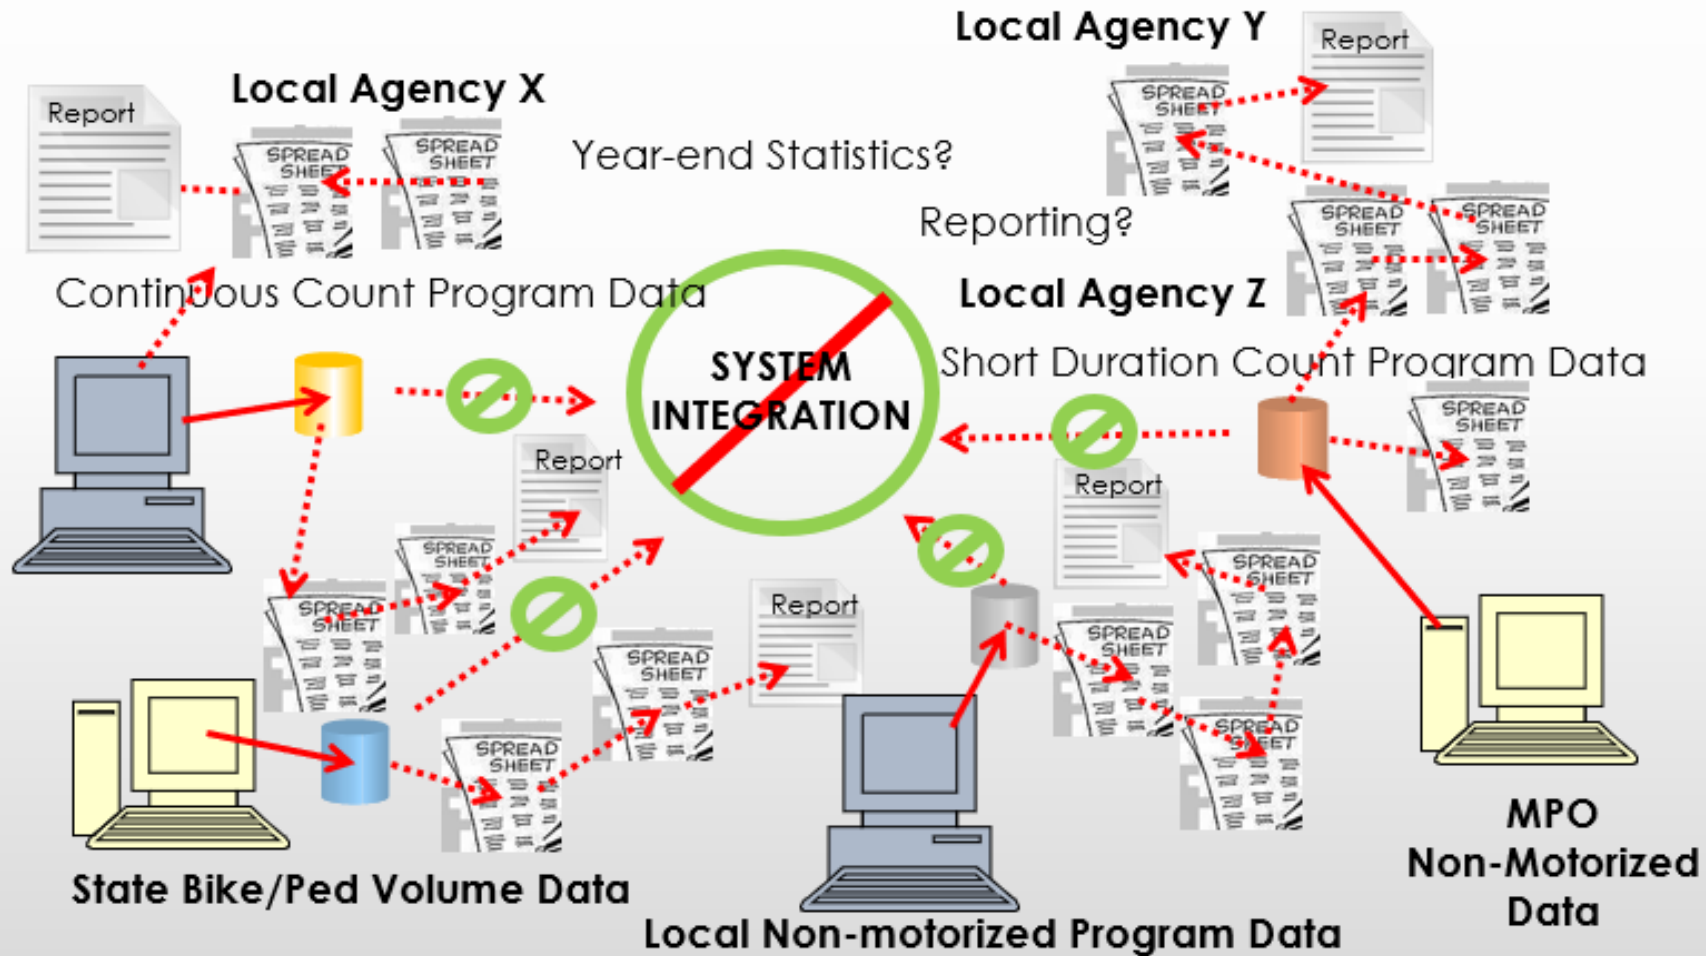 Local Agency Y
Report
Local Agency X
Report
SPREAD
SHEET
SPREAD
SHEET
SPREAD
SHEET
Year-end Statistics?
Reporting?
SPREAD
SHEET
SPREAD
SHEET
Continuous Count Program Data
Local Agency Z
SYSTEM
INTEGRATION
Short Duration Count Program Data
SPREAD
SHEET
Report
Report
SPREAD
SHEET
SPREAD
SHEET
SPREAD
SHEET
Report
SPREAD
SHEET
SPREAD
SHEET
SPREAD
SHEET
SPREAD
SHEET
State Bike/Ped Volume Data
Local Non-motorized Program Data
MPO
Non-Motorized
Data